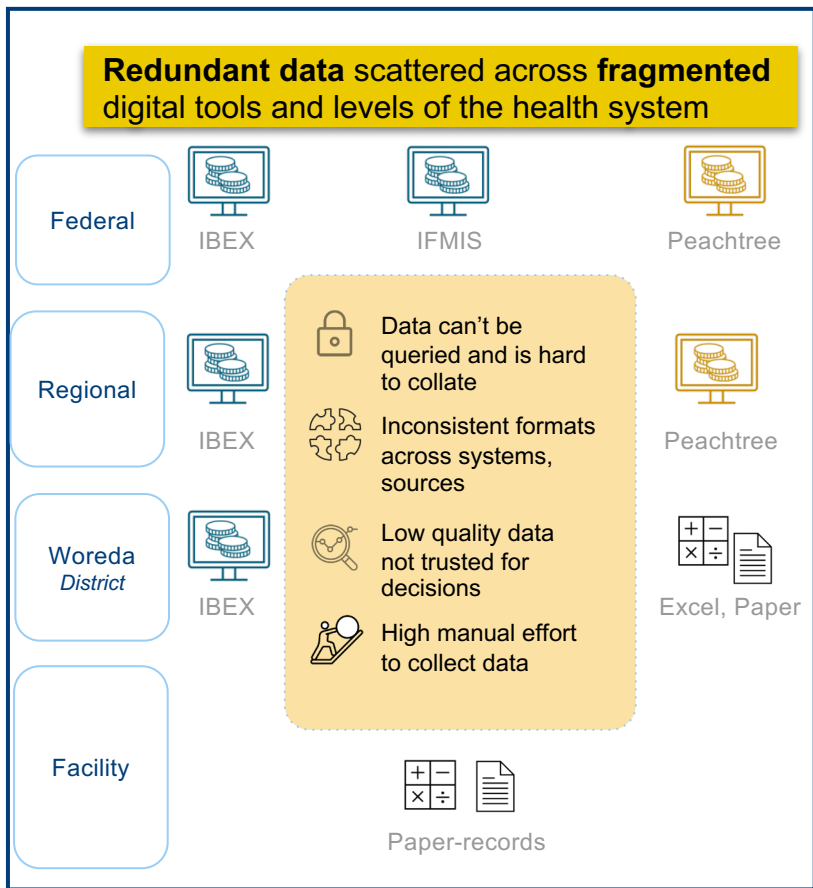 Redundant data scattered across fragmented
digital tools and levels of the health system
Federal
IBEX
IFMIS
Peachtree
Regional
IBEX
Peachtree
Data can’t be
queried and is hard
to collate
Inconsistent formats
across systems,
sources
Low quality data
not trusted for
decisions
High manual effort
to collect data
Woreda
District
IBEX
Excel, Paper
Facility
Paper-records